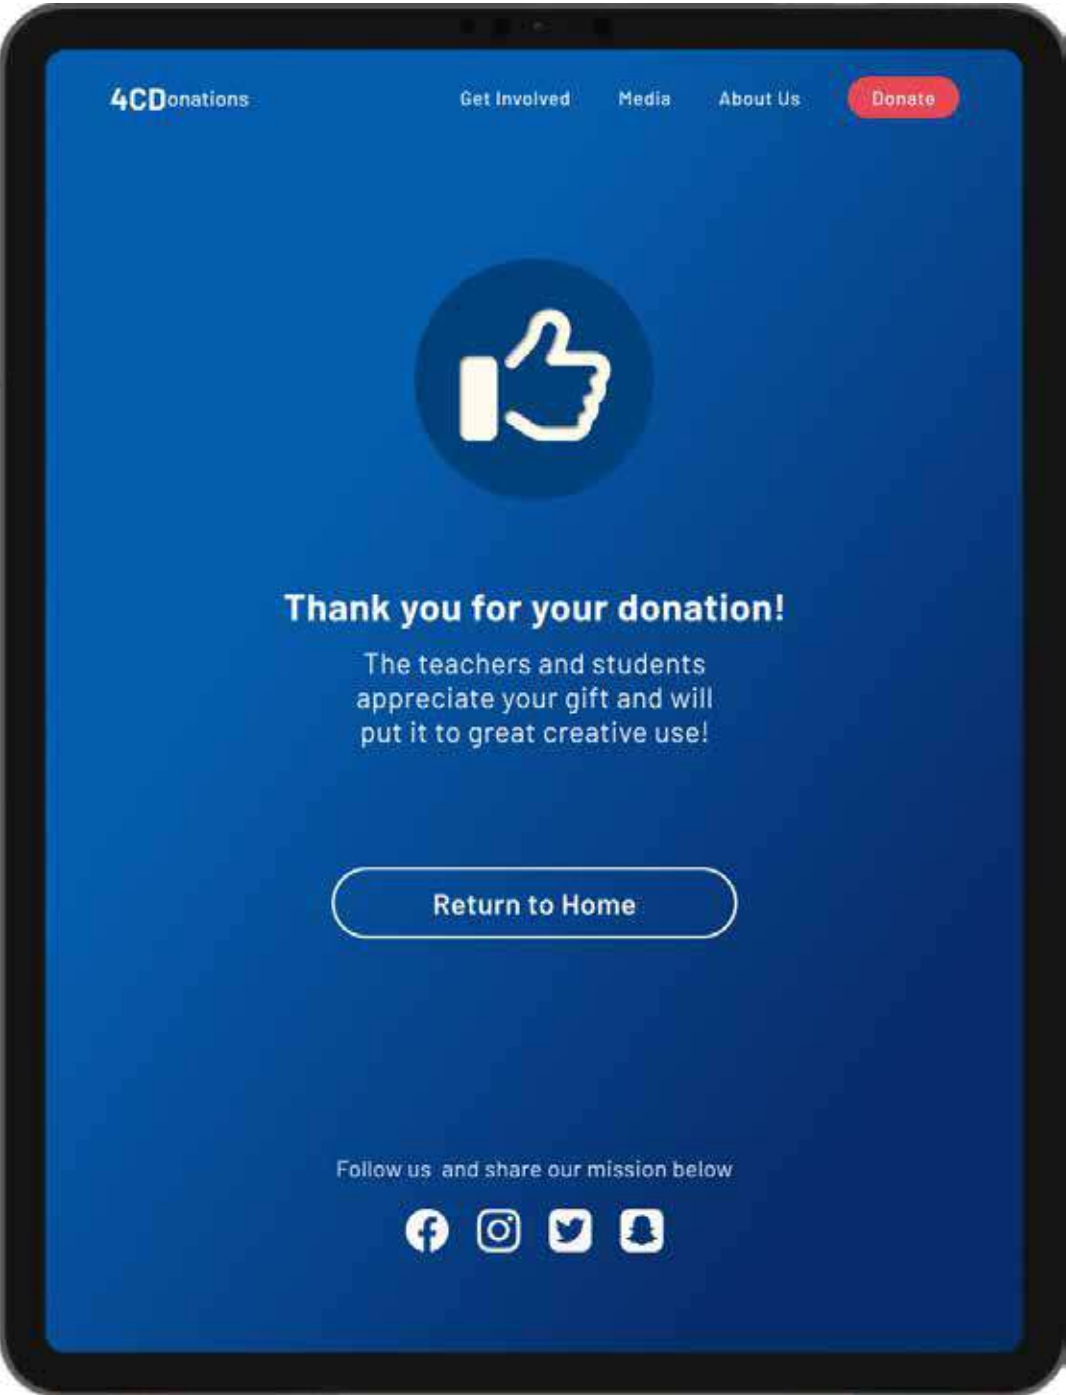 4CDonations
Get Involved Media About Us Donate
Thank you for your donation!
The teachers and students
appreciate your gift and will
put it to great creative use!
Return to Home
Follow us and share our mission below